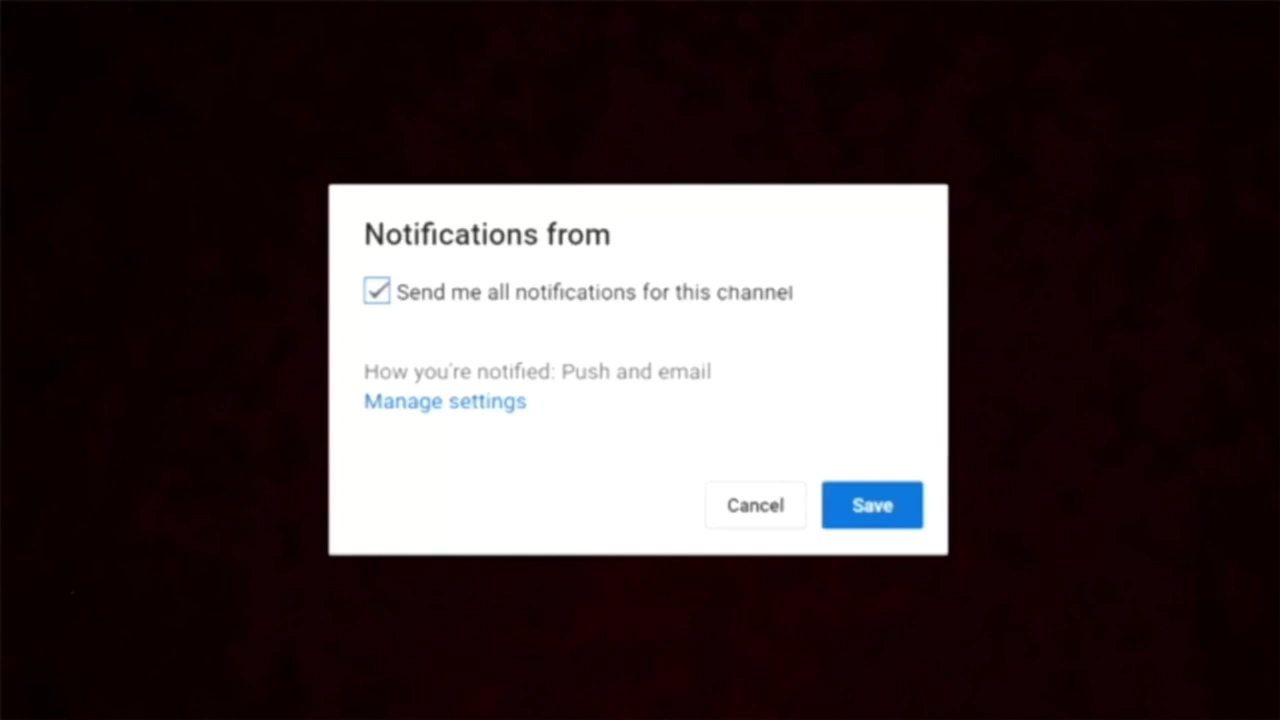 Notifications from
Send me all notifications for this channel
How you're notified: Push and email
Manage settings
Cancel
Save